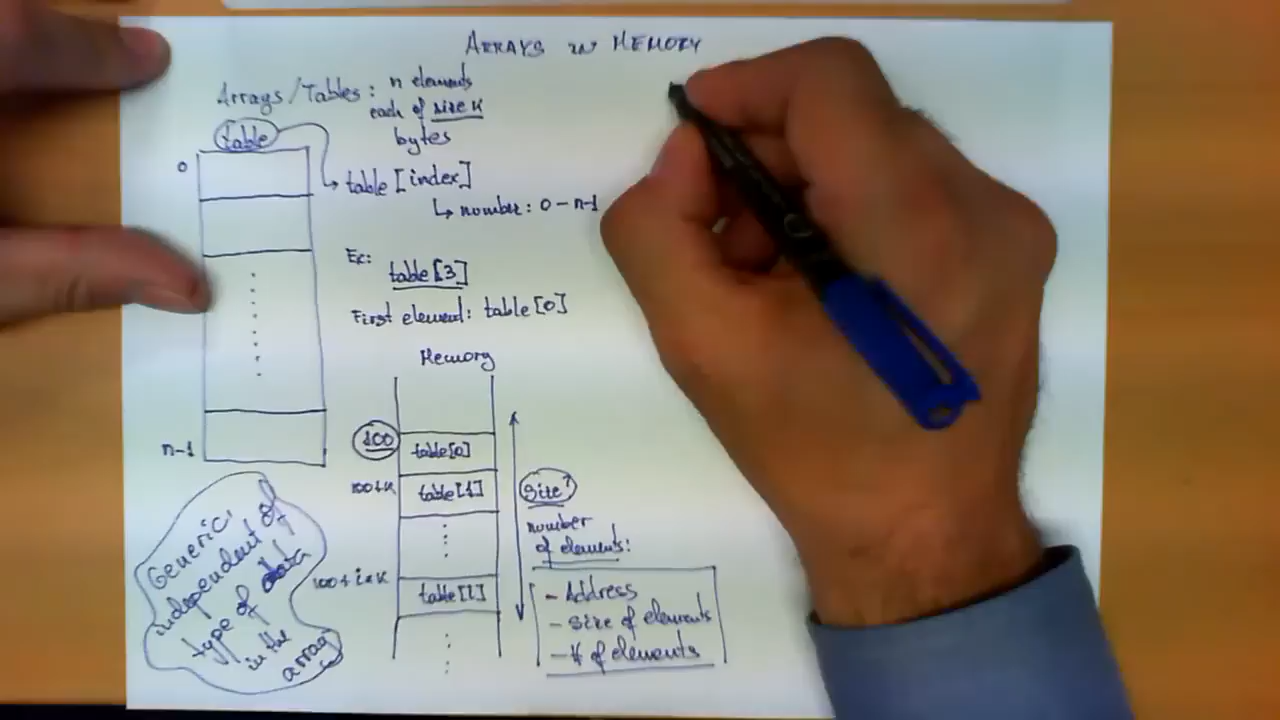 ARRAYS IN MEMORY
Arrays/Tables: n elements
each of size k
bytes
table
0
table [index]
↳ number: 0 - n-1
Ex:
table[3]
First element: table [0]
n-1
Memory
100
table[0]
100+k
table[1]
100+i*k
table[i]
Size?
number
of elements:
- Address
- Size of elements
- # of elements
Generic,
independent of
type of data
in the
array